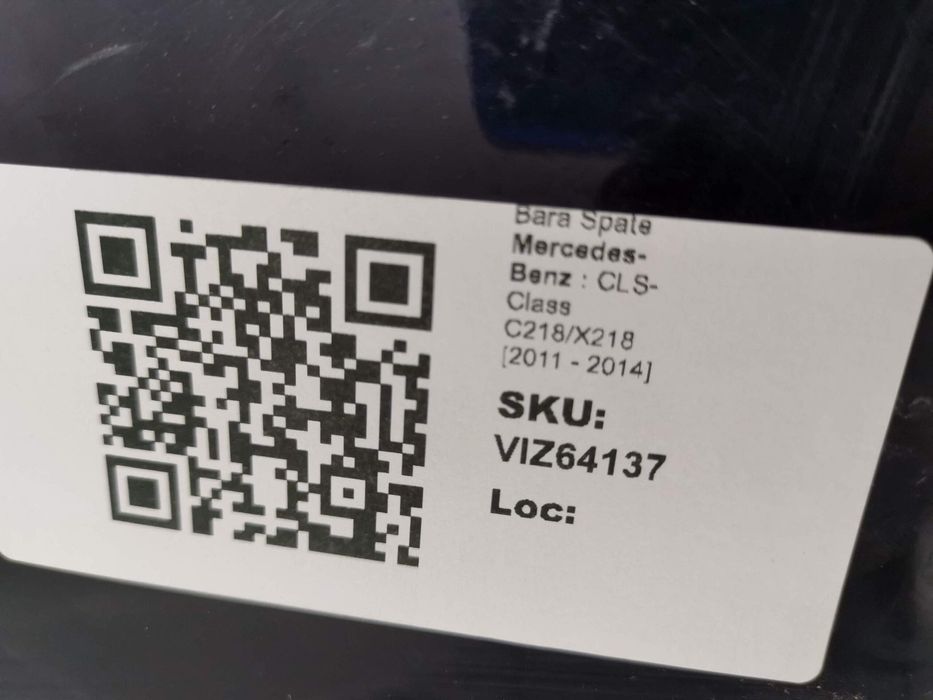 Bara Spate
Mercedes-
Benz : CLS-
Class
C218/X218
[2011 - 2014]
SKU:
VIZ64137
Loc: